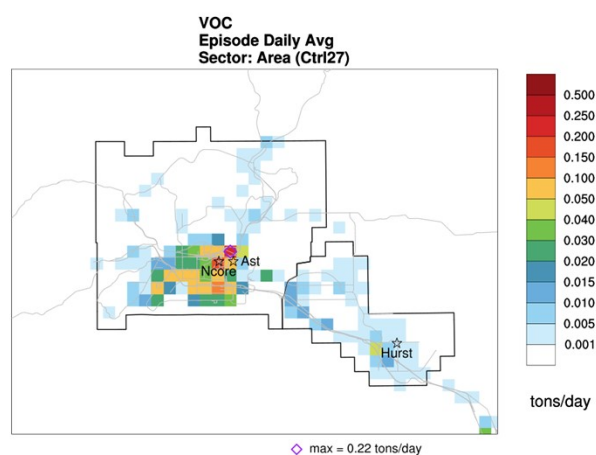 VOC
Episode Daily Avg
Sector: Area (Ctrl27)
0.500
0.250
0.200
0.150
0.100
0.050
0.040
0.030
0.020
0.015
0.010
0.005
0.001
Ast
Ncore
Hurst
tons/day
max = 0.22 tons/day